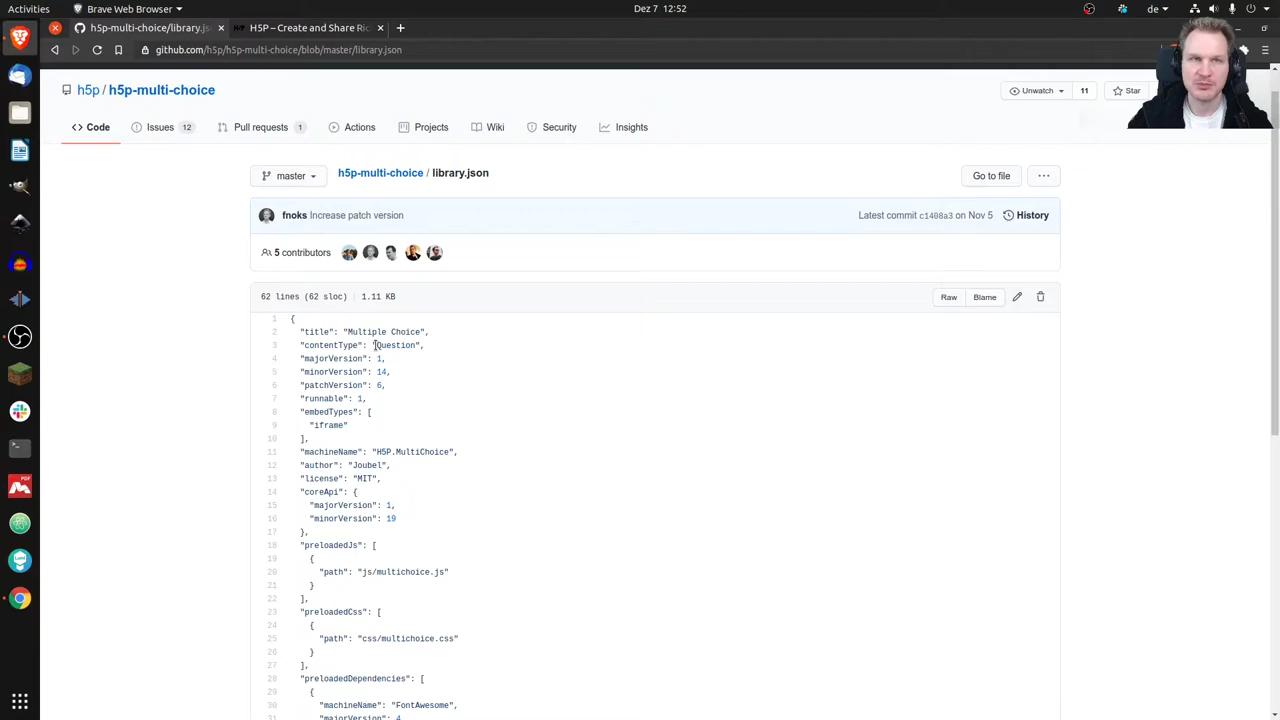 Activities
Brave Web Browser
Dez 7 12:52
de
h5p-multi-choice/library.js
H5P – Create and Share Ric
github.com/h5p/h5p-multi-choice/blob/master/library.json
h5p / h5p-multi-choice
Unwatch
11
Star
Code
Issues 12
Pull requests 1
Actions
Projects
Wiki
Security
Insights
master
h5p-multi-choice / library.json
Go to file
fnoks Increase patch version
Latest commit c1408a3 on Nov 5
History
5 contributors
62 lines (62 sloc) | 1.11 KB
Raw
Blame
1 {
2 "title": "Multiple Choice",
3 "contentType": "Question",
4 "majorVersion": 1,
5 "minorVersion": 14,
6 "patchVersion": 6,
7 "runnable": 1,
8 "embedTypes": [
9 "iframe"
10 ],
11 "machineName": "H5P.MultiChoice",
12 "author": "Joubel",
13 "license": "MIT",
14 "coreApi": {
15 "majorVersion": 1,
16 "minorVersion": 19
17 },
18 "preloadedJs": [
19 {
20 "path": "js/multichoice.js"
21 }
22 ],
23 "preloadedCss": [
24 {
25 "path": "css/multichoice.css"
26 }
27 ],
28 "preloadedDependencies": [
29 {
30 "machineName": "FontAwesome",
31 "majorVersion": 4